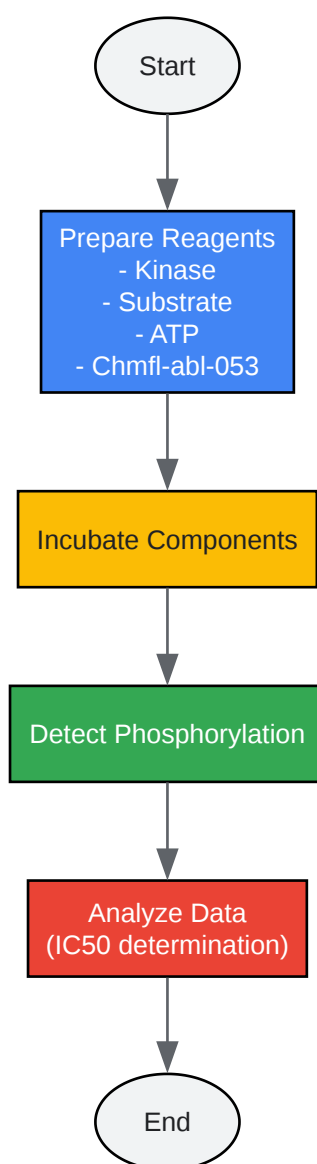 Start
Prepare Reagents
- Kinase
- Substrate
- ATP
- Chmfl-abl-053
Incubate Components
Detect Phosphorylation
Analyze Data
(IC50 determination)
End